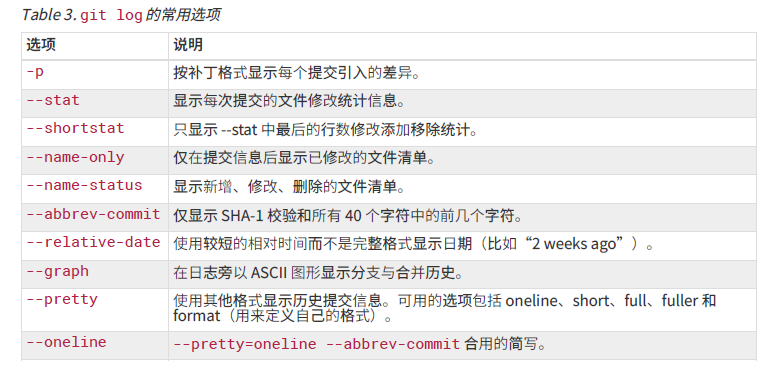 Table 3. git log的常用选项
选项 说明
-p 按补丁格式显示每个提交引入的差异。
--stat 显示每次提交的文件修改统计信息。
--shortstat 只显示 --stat 中最后的行数修改添加移除统计。
--name-only 仅在提交信息后显示已修改的文件清单。
--name-status 显示新增、修改、删除的文件清单。
--abbrev-commit 仅显示 SHA-1 校验和所有 40 个字符中的前几个字符。
--relative-date 使用较短的相对时间而不是完整格式显示日期（比如“2 weeks ago”）。
--graph 在日志旁以 ASCII 图形显示分支与合并历史。
--pretty 使用其他格式显示历史提交信息。可用的选项包括 oneline、short、full、fuller 和
format（用来定义自己的格式）。
--oneline --pretty=oneline --abbrev-commit 合用的简写。